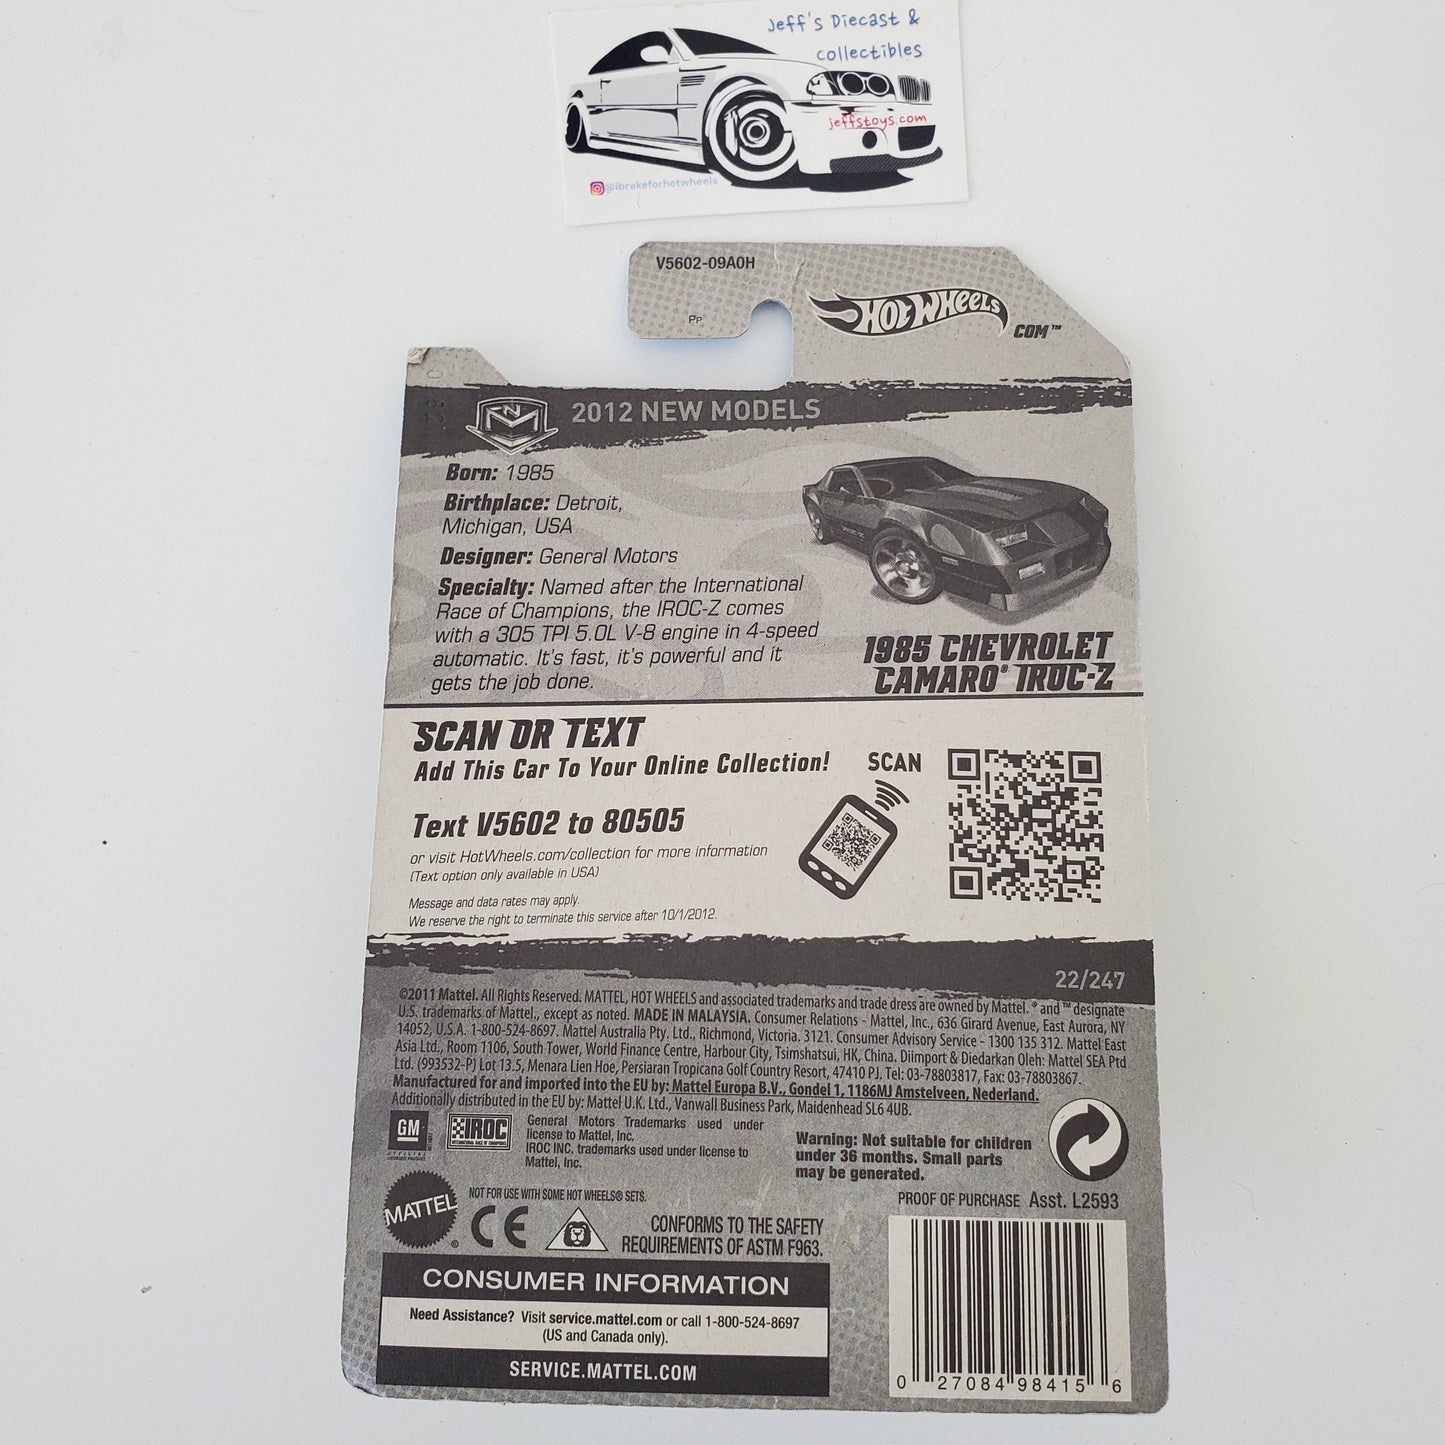 Jeff's Diecast &
collectibles
jeffstoys.com
@ibrakeforhotwheels
V5602-09A0H
PP
HOT WHEELS
.COM™
NM
2012 NEW MODELS
Born: 1985
Birthplace: Detroit,
Michigan, USA
Designer: General Motors
Specialty: Named after the International
Race of Champions, the IROC-Z comes
with a 305 TPI 5.0L V-8 engine in 4-speed
automatic. It's fast, it's powerful and it
gets the job done.
1985 CHEVROLET
CAMARO® IROC-Z
SCAN OR TEXT
Add This Car To Your Online Collection!
SCAN
Text V5602 to 80505
or visit HotWheels.com/collection for more information
(Text option only available in USA)
Message and data rates may apply.
We reserve the right to terminate this service after 10/1/2012.
22/247
©2011 Mattel. All Rights Reserved. MATTEL, HOT WHEELS and associated trademarks and trade dress are owned by Mattel. ® and ™ designate
U.S. trademarks of Mattel., except as noted. MADE IN MALAYSIA. Consumer Relations - Mattel, Inc., 636 Girard Avenue, East Aurora, NY
14052, U.S.A. 1-800-524-8697. Mattel Australia Pty. Ltd., Richmond, Victoria. 3121. Consumer Advisory Service - 1300 135 312. Mattel East
Asia Ltd., Room 1106, South Tower, World Finance Centre, Harbour City, Tsimshatsui, HK, China. Diimport & Diedarkan Oleh: Mattel SEA Ptd
Ltd. (993532-P) Lot 13.5, Menara Lien Hoe, Persiaran Tropicana Golf Country Resort, 47410 PJ. Tel: 03-78803817, Fax: 03-78803867.
Manufactured for and imported into the EU by: Mattel Europa B.V., Gondel 1, 1186MJ Amstelveen, Nederland.
Additionally distributed in the EU by: Mattel U.K. Ltd., Vanwall Business Park, Maidenhead SL6 4UB.
GM
OFFICIAL
LICENSED PRODUCT
IROC
INTERNATIONAL RACE OF CHAMPIONS
General Motors Trademarks used under
license to Mattel, Inc.
IROC INC. trademarks used under license to
Mattel, Inc.
Warning: Not suitable for children
under 36 months. Small parts
may be generated.
MATTEL®
NOT FOR USE WITH SOME HOT WHEELS® SETS.
CE
CONFORMS TO THE SAFETY
REQUIREMENTS OF ASTM F963.
PROOF OF PURCHASE Asst. L2593
CONSUMER INFORMATION
Need Assistance? Visit service.mattel.com or call 1-800-524-8697
(US and Canada only).
SERVICE.MATTEL.COM
0 27084 98415 6